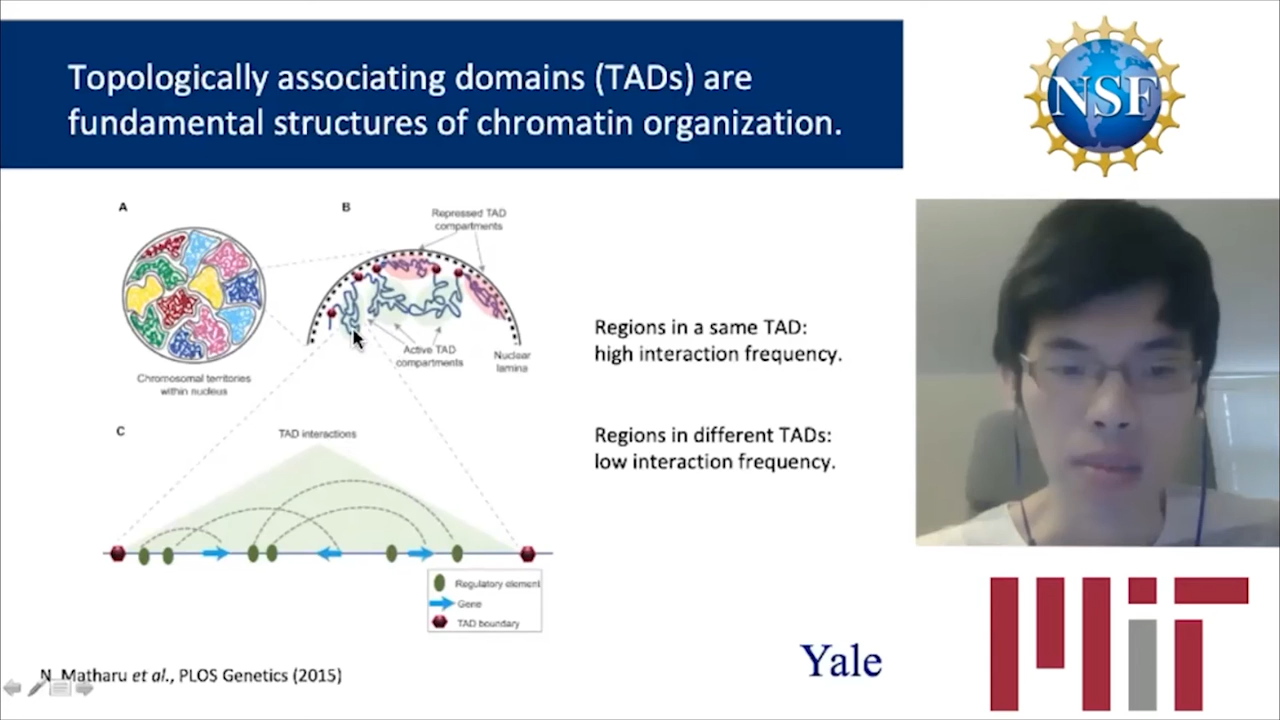 Topologically associating domains (TADs) are
fundamental structures of chromatin organization.
NSF
A
B
Repressed TAD
compartments
Active TAD
compartments
Nuclear
lamina
Chromosomal territories
within nucleus
Regions in a same TAD:
high interaction frequency.
C
TAD interactions
Regions in different TADs:
low interaction frequency.
Regulatory element
Gene
TAD boundary
N. Matharu et al., PLOS Genetics (2015)
Yale
MIT